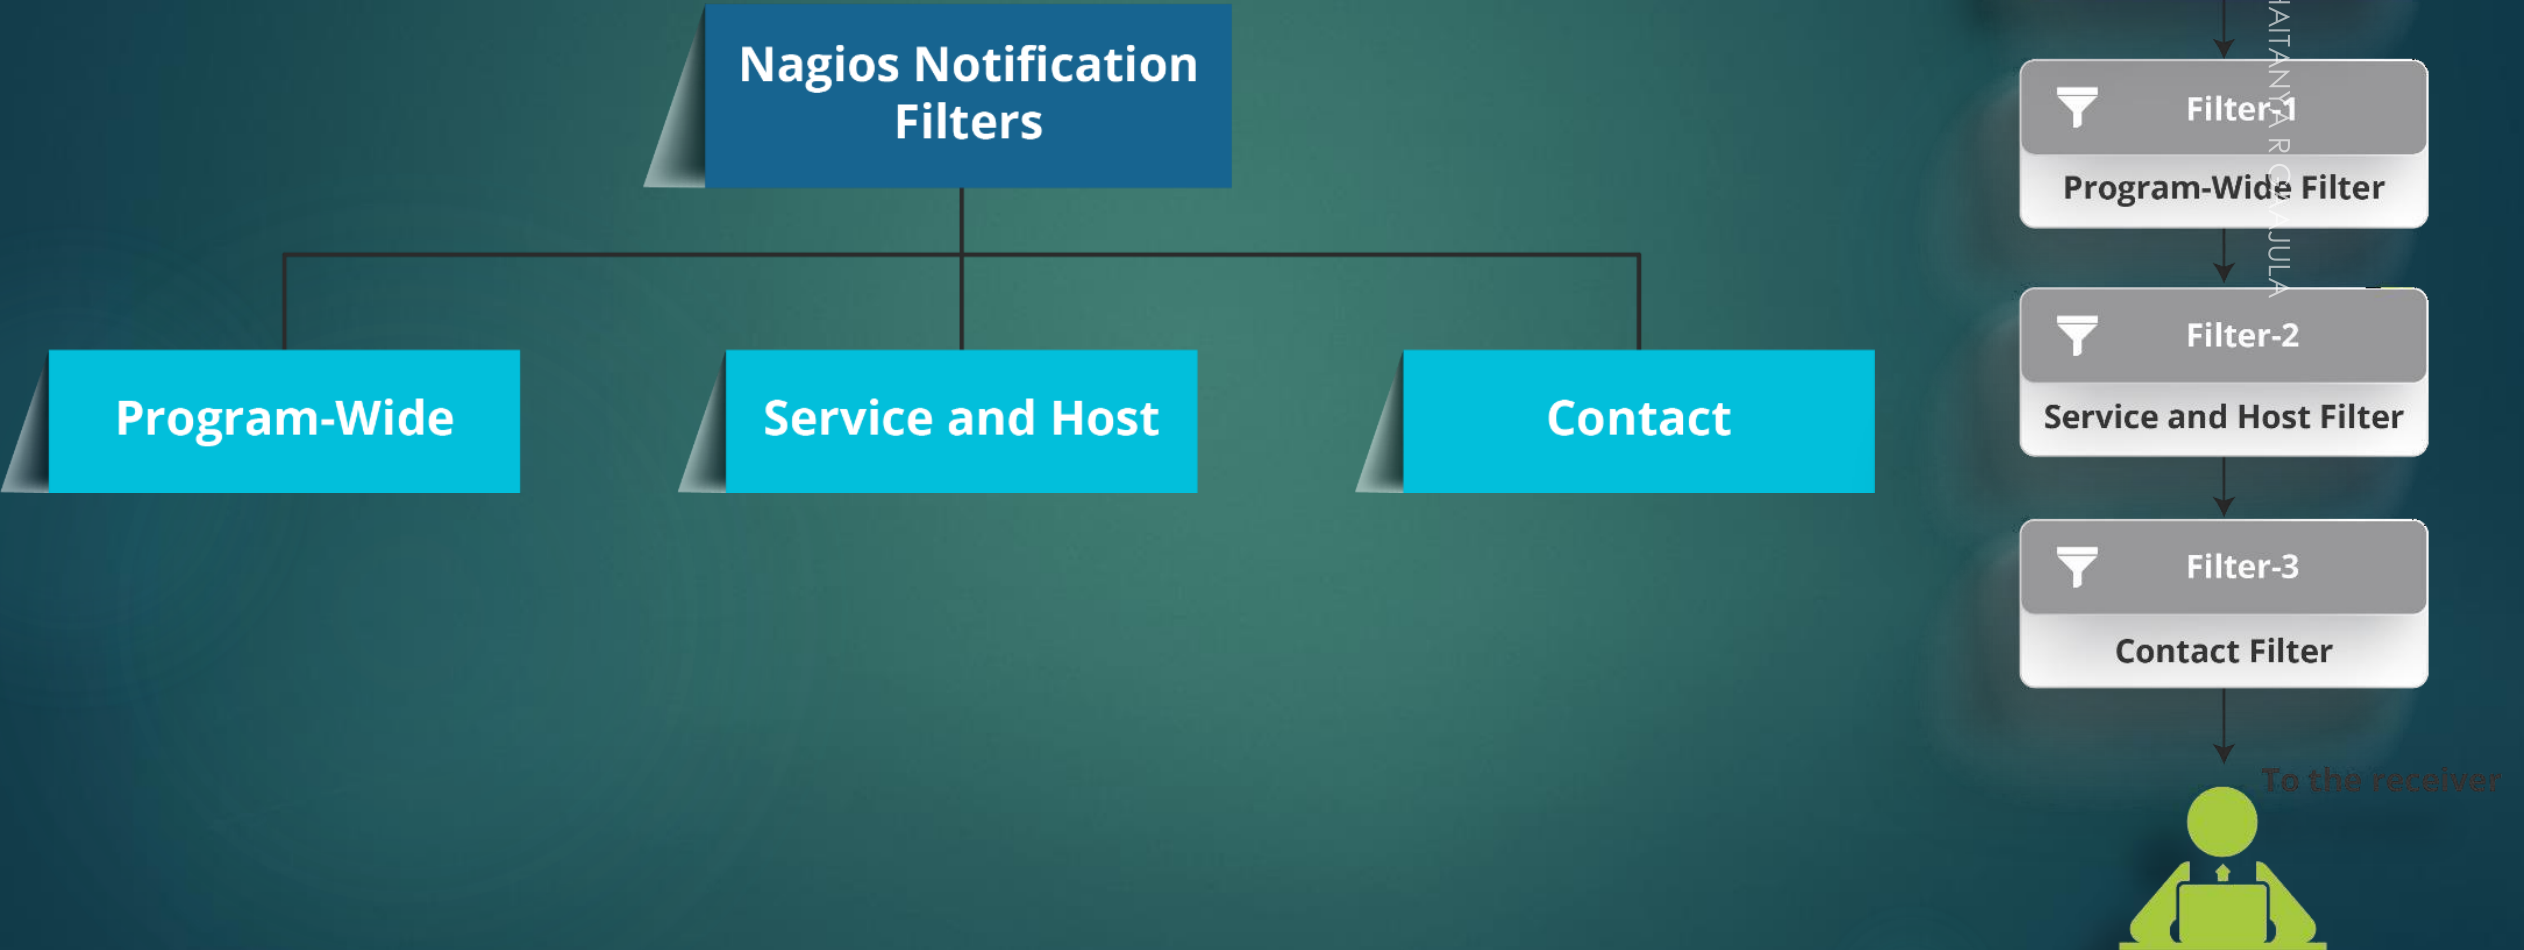 Nagios Notification
Filters
Program-Wide
Service and Host
Contact
Filter-1
Program-Wide Filter
Filter-2
Service and Host Filter
Filter-3
Contact Filter
To the receiver